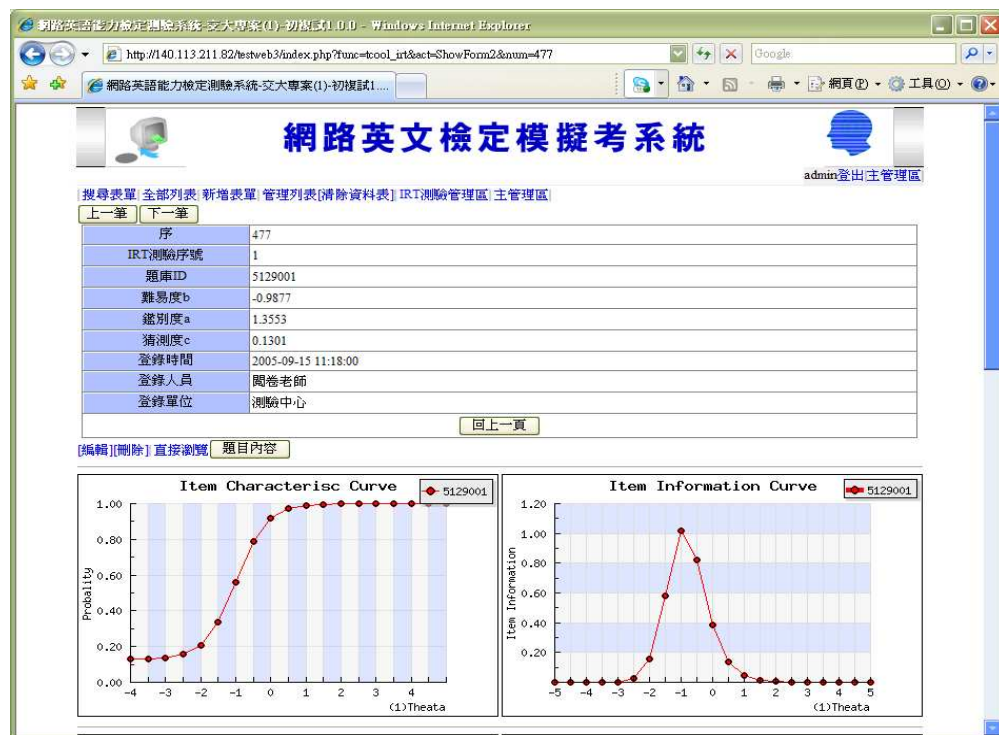 網路英語能力檢定測驗系統-交大專案(1)-初複試1.0.0 - Windows Internet Explorer
http://140.113.211.82/testweb3/index.php?func=tcool_irt&act=ShowForm2&num=477
Google
網路英語能力檢定測驗系統-交大專案(1)-初複試1....
網頁(P)
工具(O)
網路英文檢定模擬考系統
admin登出|主管理區|
|搜尋表單| 全部列表| 新增表單| 管理列表[清除資料表]| IRT測驗管理區| 主管理區|
上一筆 下一筆
序 477
IRT測驗序號 1
題庫ID 5129001
難易度b -0.9877
鑑別度a 1.3553
猜測度c 0.1301
登錄時間 2005-09-15 11:18:00
登錄人員 閱卷老師
登錄單位 測驗中心
回上一頁
[編輯][刪除]| 直接瀏覽 題目內容
Item Characterisc Curve
5129001
1.00
0.80
0.60
0.40
0.20
0.00
Probality
-4 -3 -2 -1 0 1 2 3 4
(1)Theata
Item Information Curve
5129001
1.20
1.00
0.80
0.60
0.40
0.20
Item Information
-5 -4 -3 -2 -1 0 1 2 3 4 5
(1)Theata